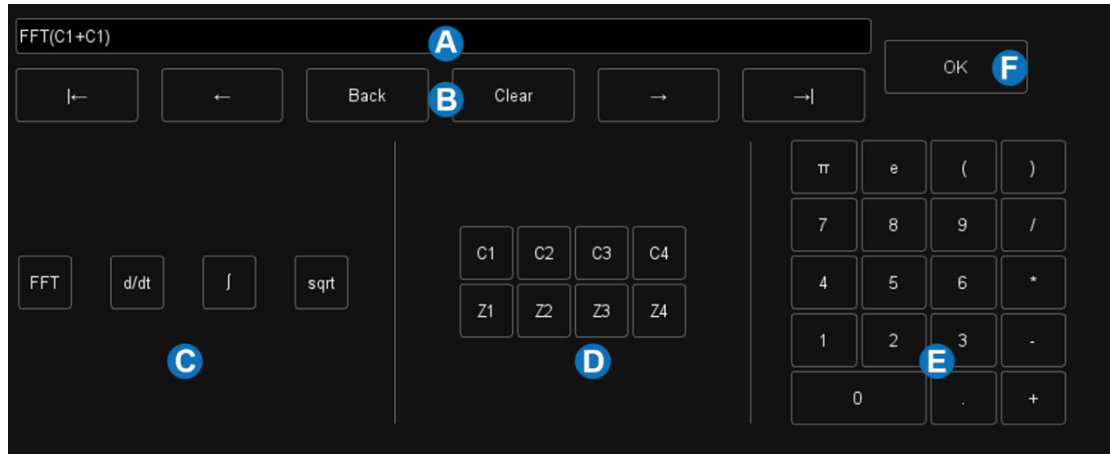 FFT(C1+C1)
A
OK
F
|← ← Back B Clear → →|
π e ( )
7 8 9 /
C1 C2 C3 C4
FFT d/dt ∫ sqrt
4 5 6 *
Z1 Z2 Z3 Z4
1 2 3 -
C
D
E
0 . +